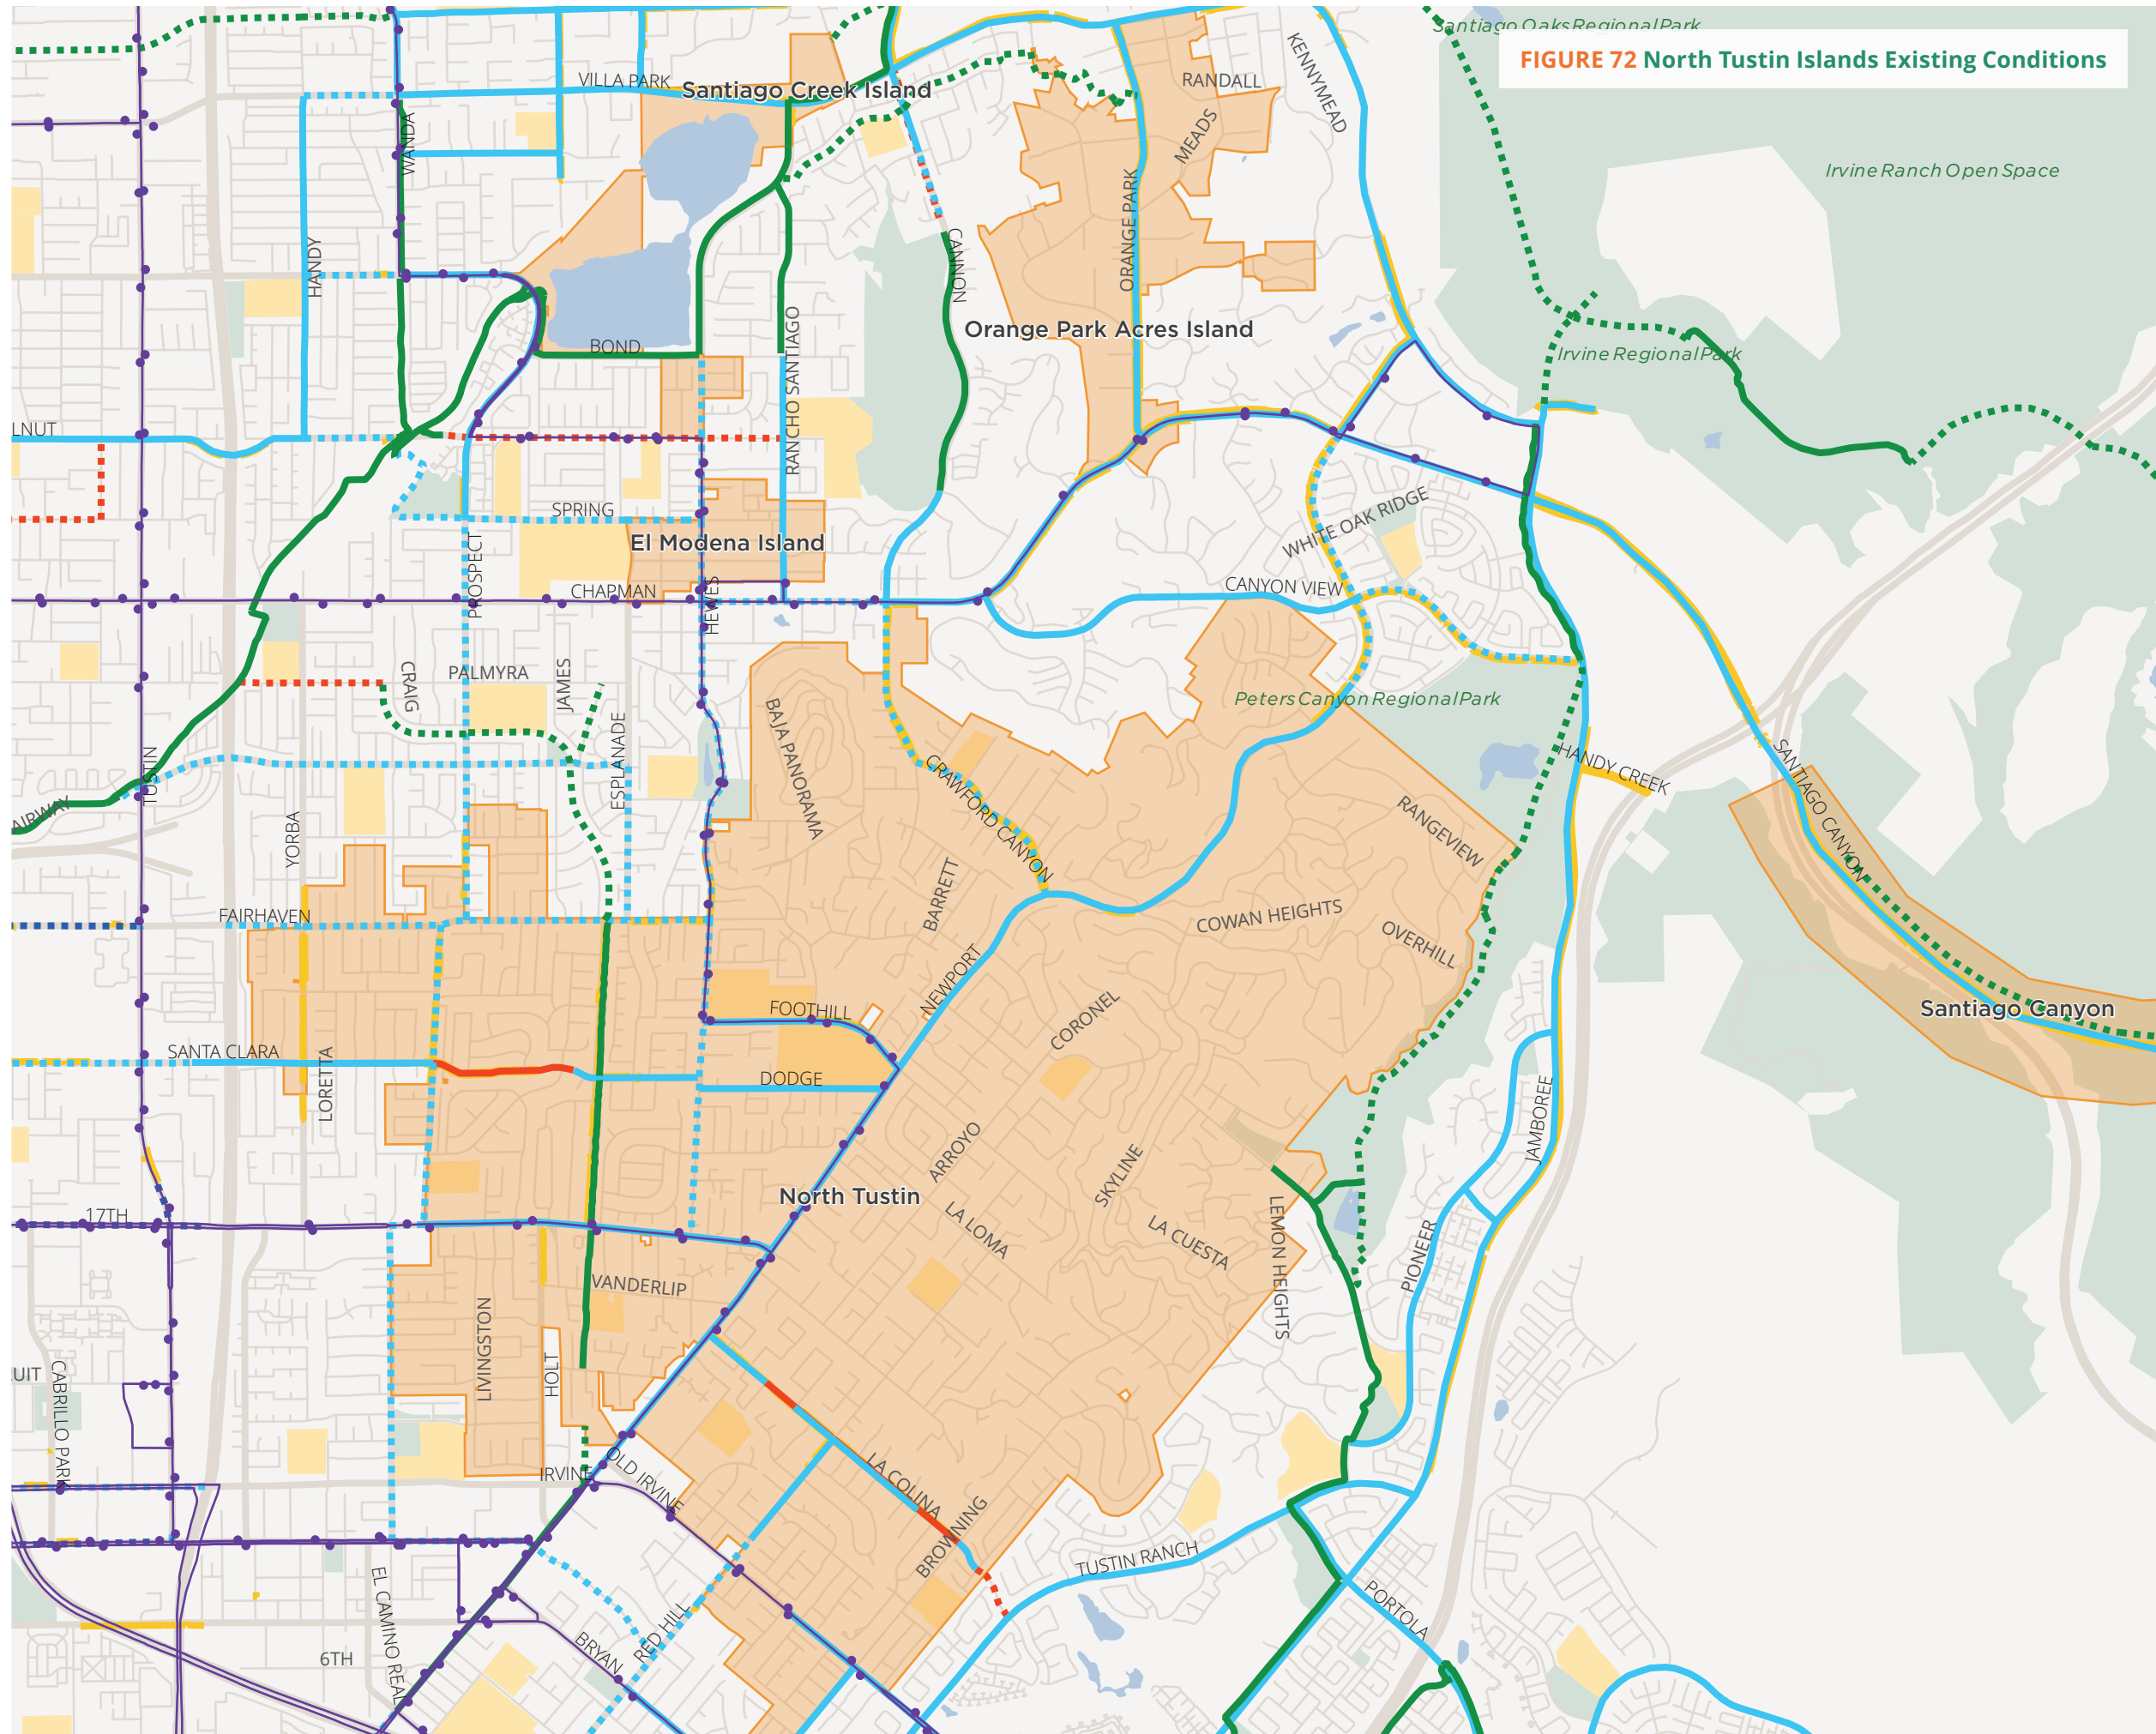 Santiago Oaks Regional Park
FIGURE 72 North Tustin Islands Existing Conditions
VILLA PARK
Santiago Creek Island
RANDALL
KENNYMEAD
MEADS
WANDA
Irvine Ranch Open Space
ORANGE PARK
HANDY
CANNON
Orange Park Acres Island
BOND
RANCHO SANTIAGO
Irvine Regional Park
LNUT
SPRING
WHITE OAK RIDGE
El Modena Island
PROSPECT
CHAPMAN
HEWES
CANYON VIEW
CRAIG
PALMYRA
JAMES
ESPLANADE
BAJA PANORAMA
Peters Canyon Regional Park
TUSTIN
HANDY CREEK
SANTIAGO CANYON
AIRWAY
YORBA
CRAWFORD CANYON
RANGEVIEW
BARRETT
FAIRHAVEN
COWAN HEIGHTS
OVERHILL
NEWPORT
FOOTHILL
CORONEL
Santiago Canyon
SANTA CLARA
LORETTA
DODGE
JAMBOREE
ARROYO
SKYLINE
North Tustin
17TH
LA LOMA
LA CUESTA
LEMON HEIGHTS
PIONEER
VANDERLIP
LIVINGSTON
HOLT
UIT
CABRILLO PARK
IRVINE
OLD IRVINE
LA COLINA
BROWNING
TUSTIN RANCH
EL CAMINO REAL
RED HILL
PORTOLA
BRYAN
6TH